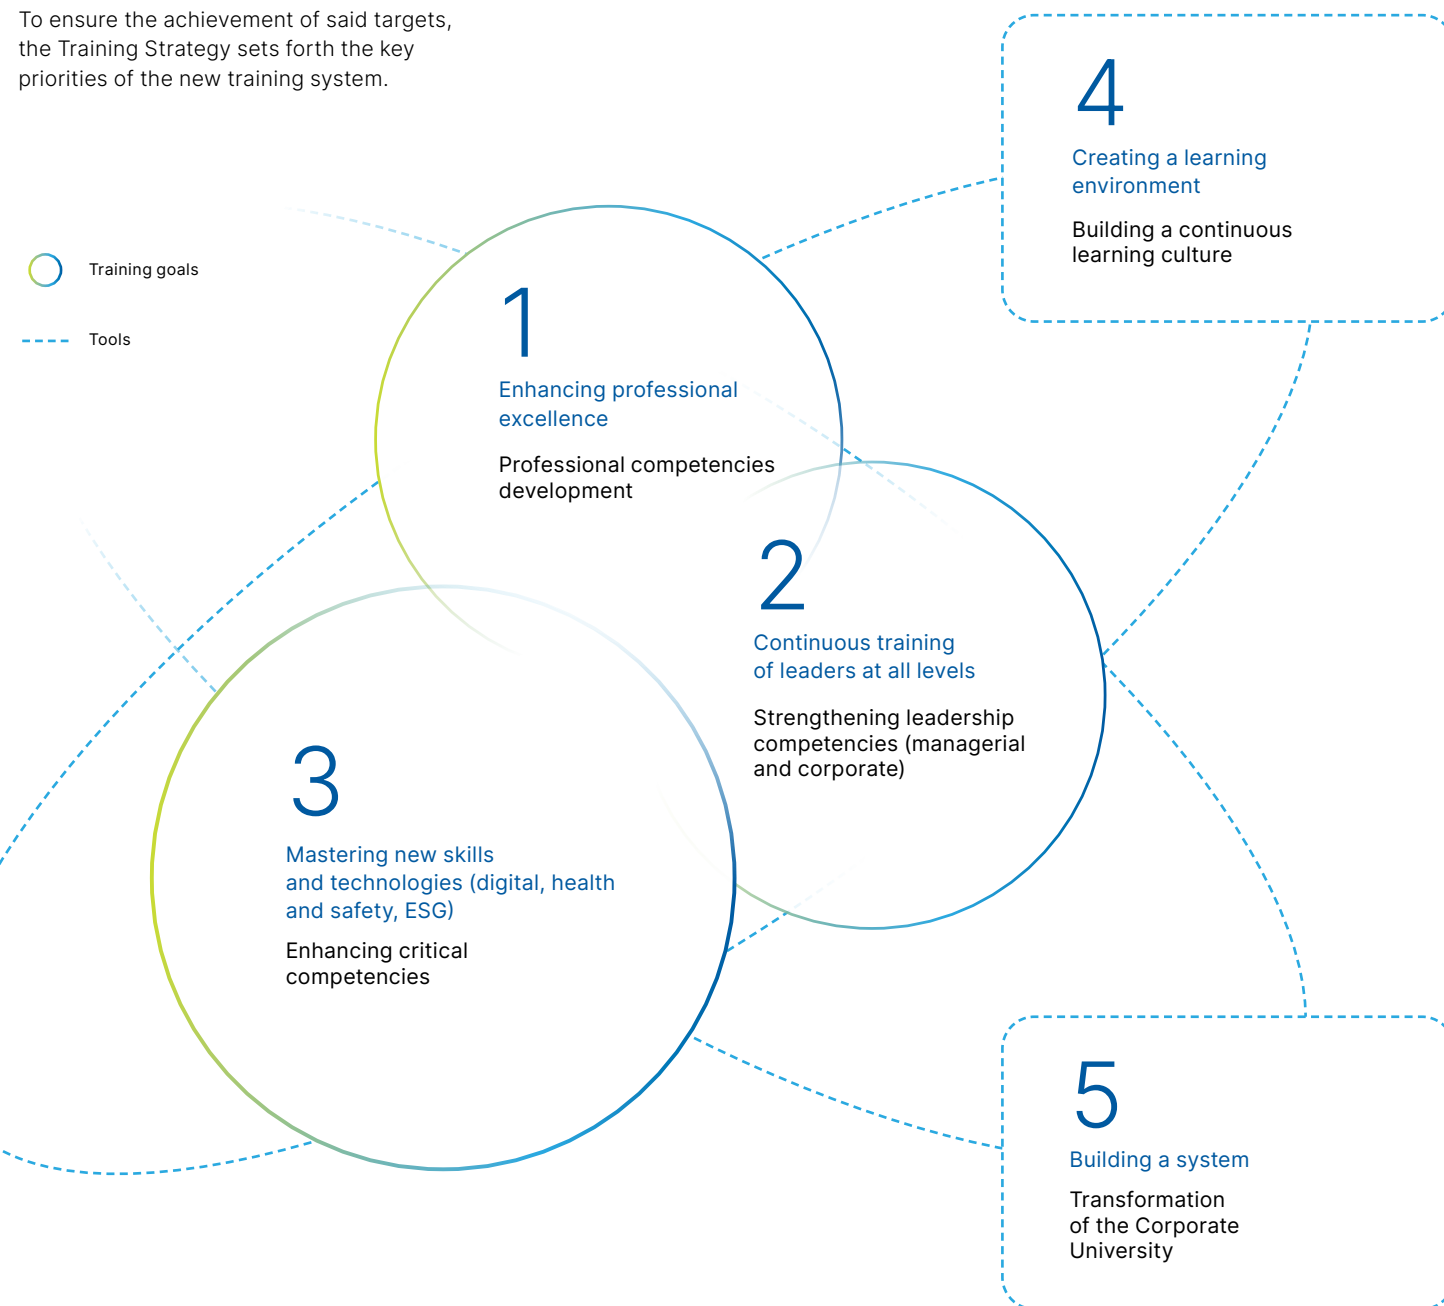 To ensure the achievement of said targets,
the Training Strategy sets forth the key
priorities of the new training system.
Training goals
Tools
1
Enhancing professional
excellence
Professional competencies
development
2
Continuous training
of leaders at all levels
Strengthening leadership
competencies (managerial
and corporate)
3
Mastering new skills
and technologies (digital, health
and safety, ESG)
Enhancing critical
competencies
4
Creating a learning
environment
Building a continuous
learning culture
5
Building a system
Transformation
of the Corporate
University